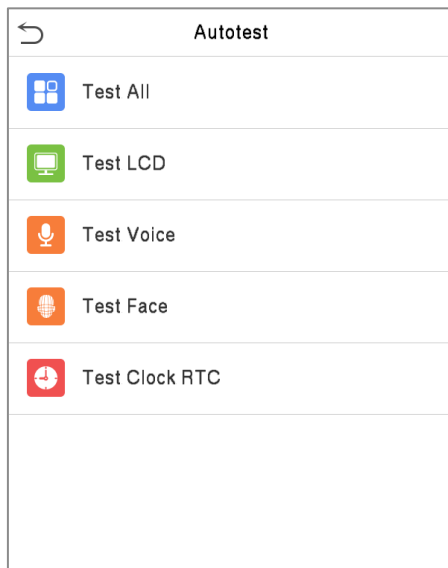 Autotest
Test All
Test LCD
Test Voice
Test Face
Test Clock RTC